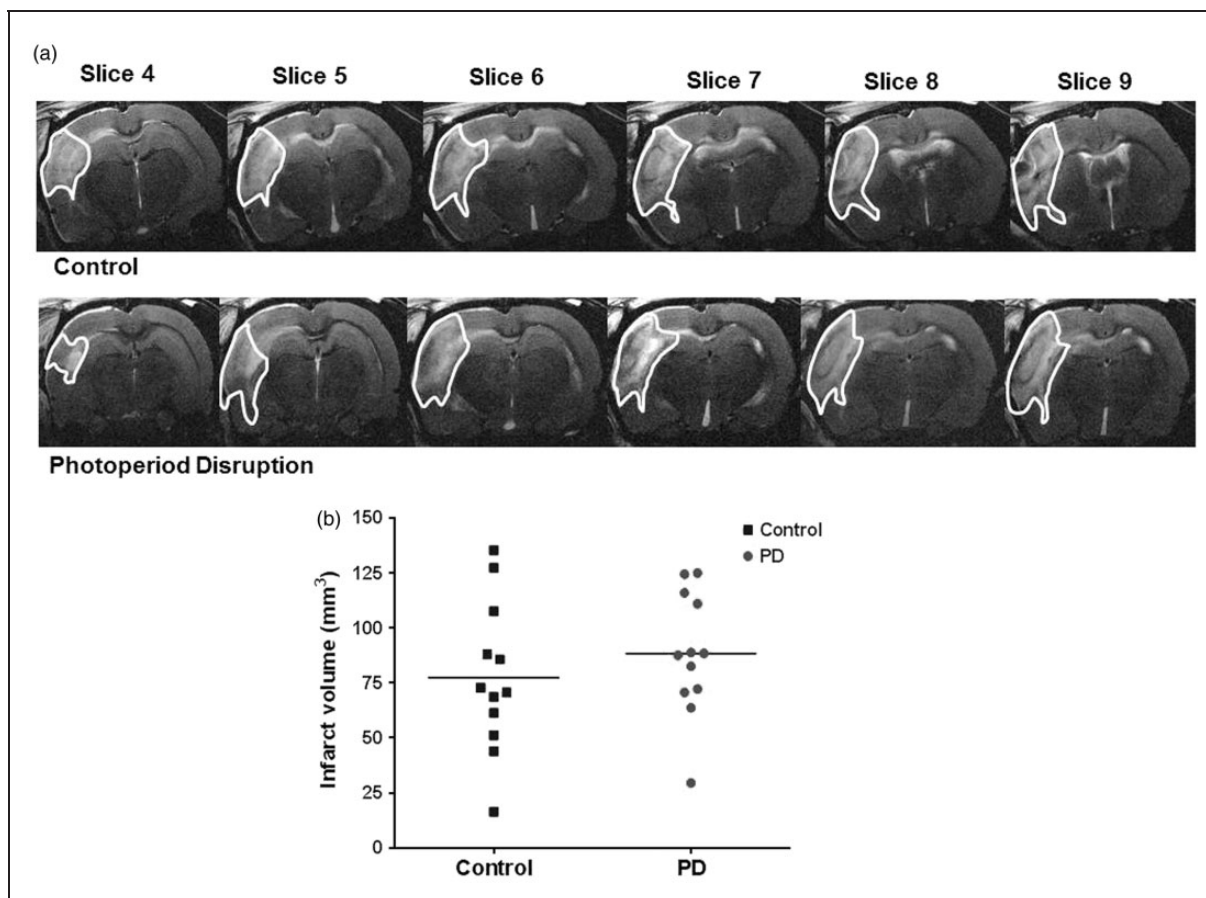 (a)
Slice 4 Slice 5 Slice 6 Slice 7 Slice 8 Slice 9
Control
Photoperiod Disruption
(b)
150
125
100
75
50
25
0
Infarct volume (mm³)
Control
PD
Control PD